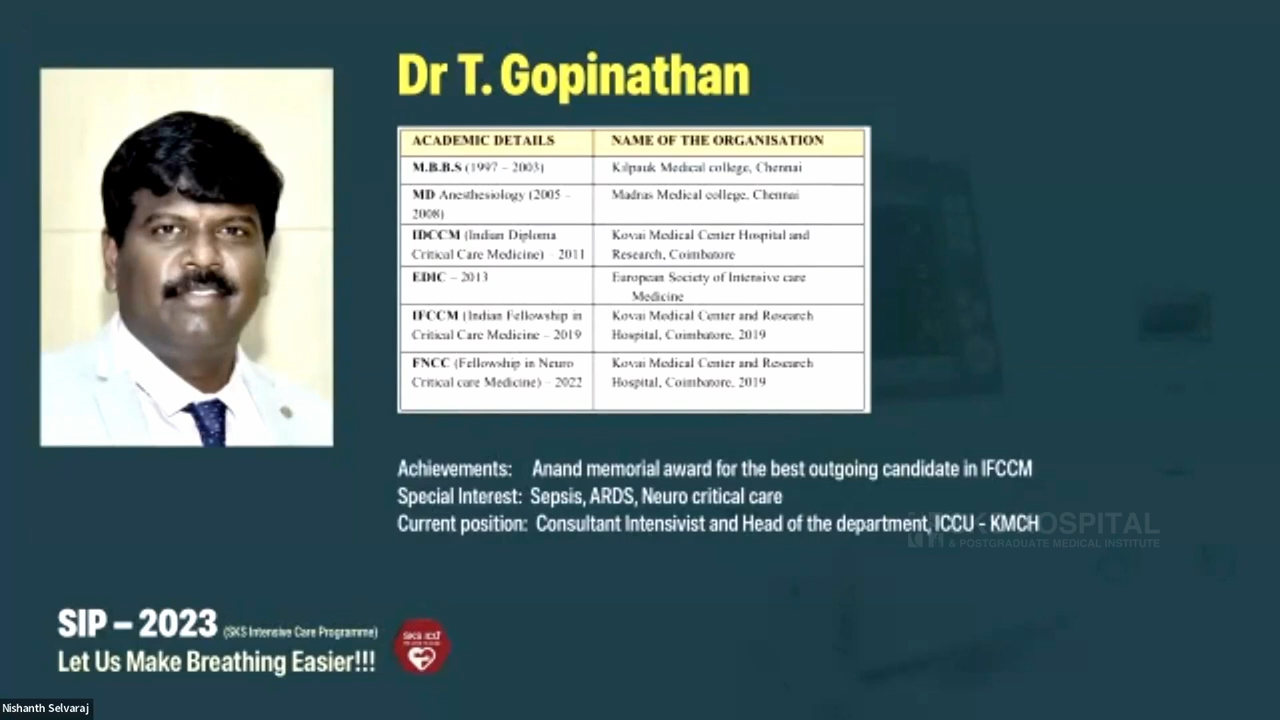 Dr T. Gopinathan
ACADEMIC DETAILS NAME OF THE ORGANISATION
M.B.B.S (1997 – 2003) Kilpauk Medical college, Chennai
MD Anesthesiology (2005 – Madras Medical college, Chennai
2008)
IDCCM (Indian Diploma Kovai Medical Center Hospital and
Critical Care Medicine) – 2011 Research, Coimbatore
EDIC – 2013 European Society of Intensive care
Medicine
IFCCM (Indian Fellowship in Kovai Medical Center and Research
Critical Care Medicine – 2019 Hospital, Coimbatore, 2019
FNCC (Fellowship in Neuro Kovai Medical Center and Research
Critical care Medicine) – 2022 Hospital, Coimbatore, 2019
Achievements: Anand memorial award for the best outgoing candidate in IFCCM
Special Interest: Sepsis, ARDS, Neuro critical care
Current position: Consultant Intensivist and Head of the department, ICCU - KMCH
HOSPITAL
& POSTGRADUATE MEDICAL INSTITUTE
SIP – 2023 (SKS Intensive Care Programme)
SKS ICU
Let Us Make Breathing Easier!!!
Nishanth Selvaraj